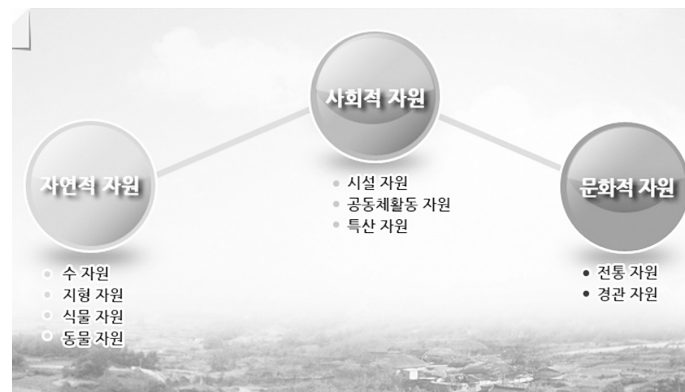 자연적 자원
수 자원
지형 자원
식물 자원
동물 자원
사회적 자원
시설 자원
공동체활동 자원
특산 자원
문화적 자원
전통 자원
경관 자원